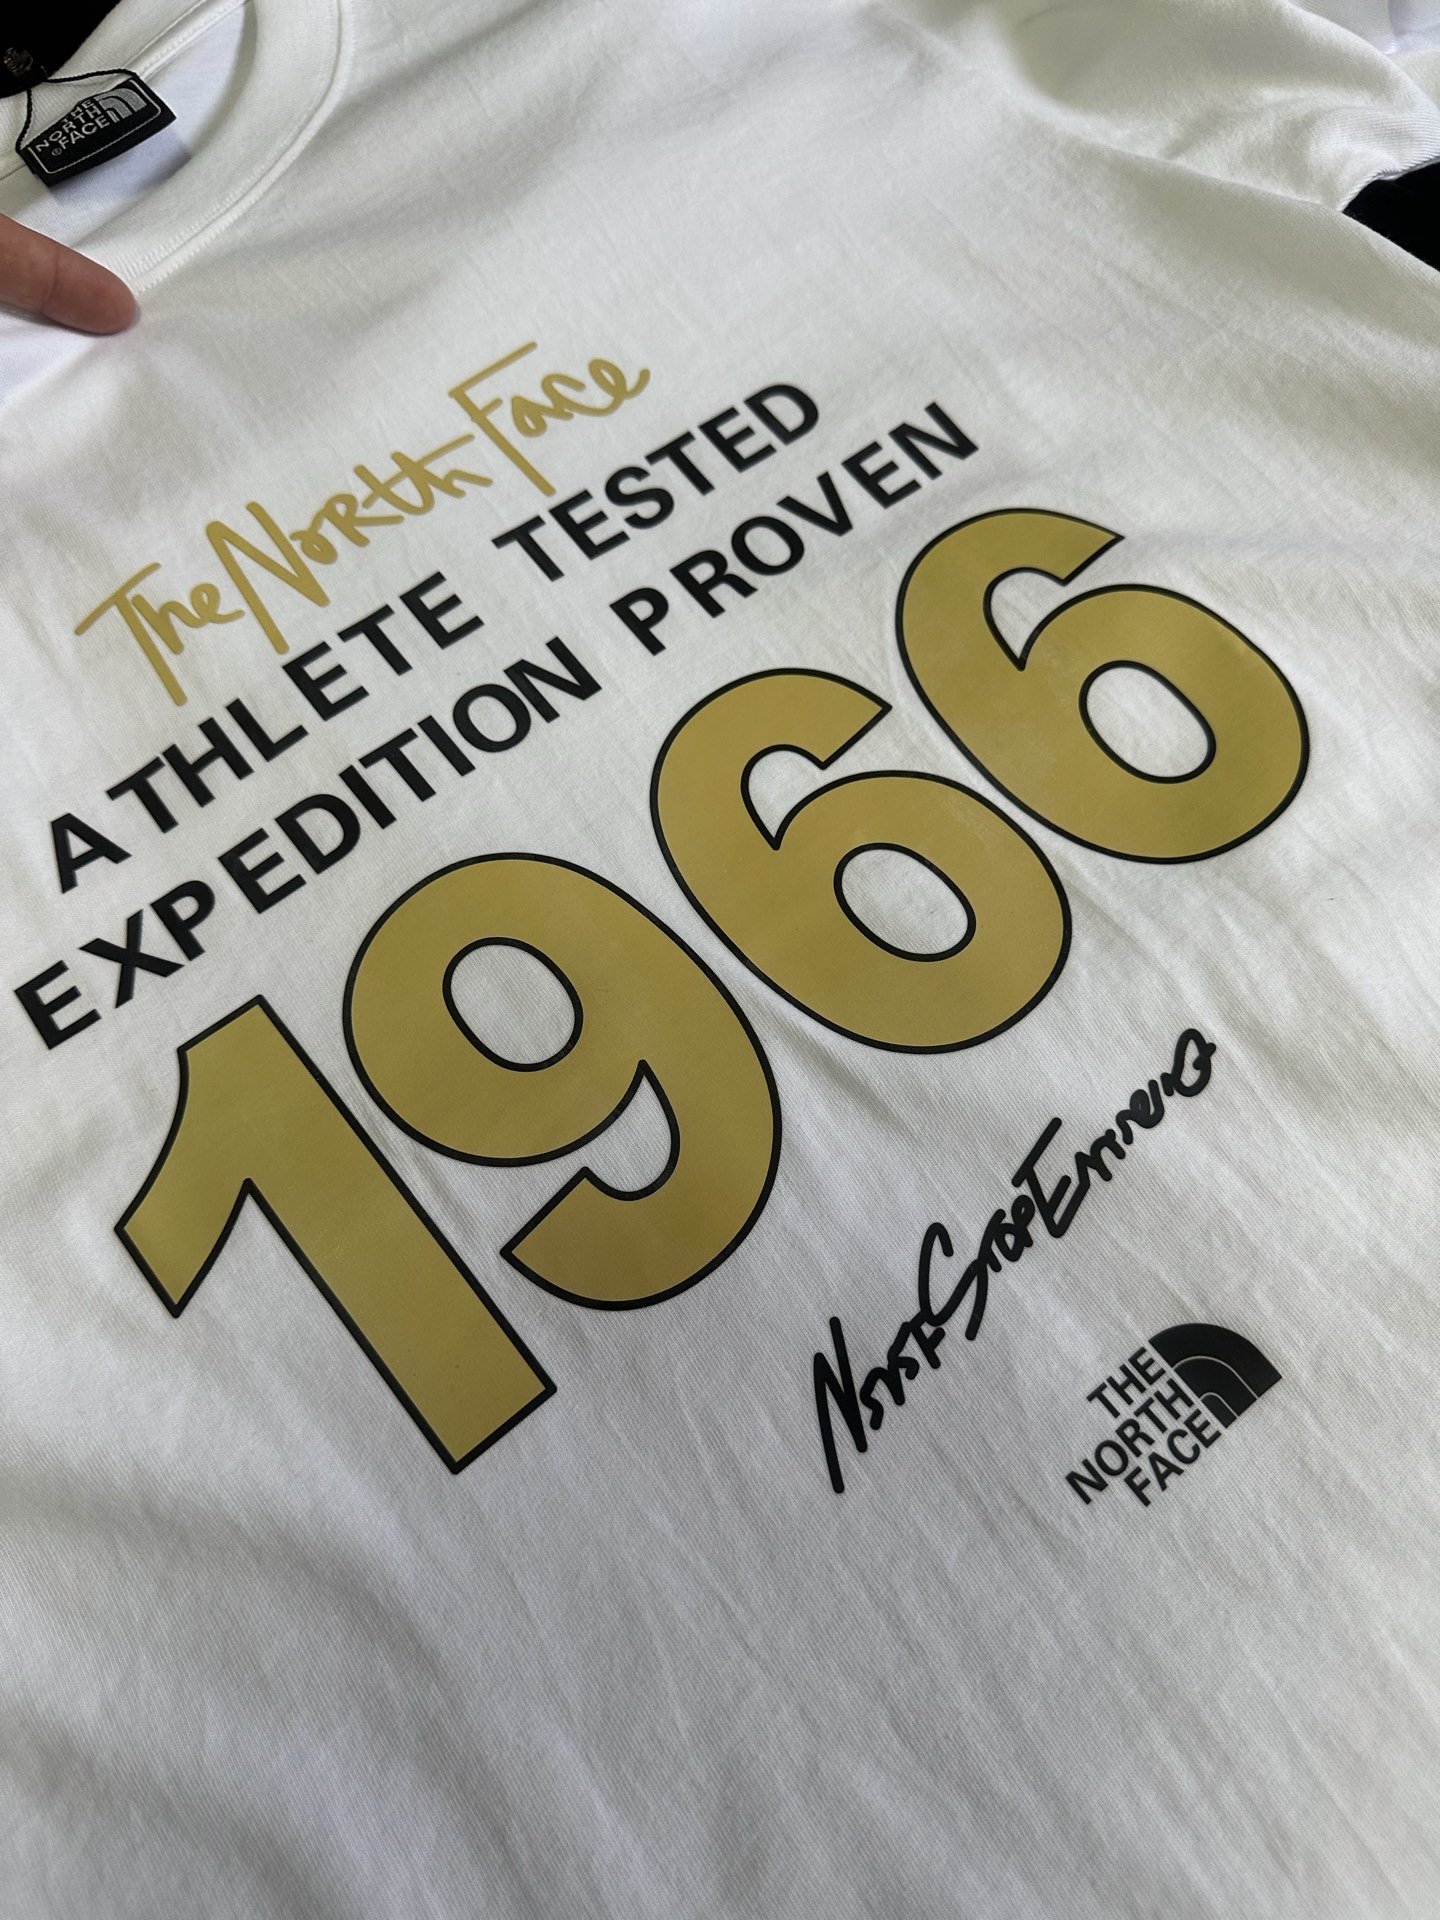 THE
NORTH
FACE
The North Face
ATHLETE TESTED
EXPEDITION PROVEN
1966
THE
NORTH
FACE